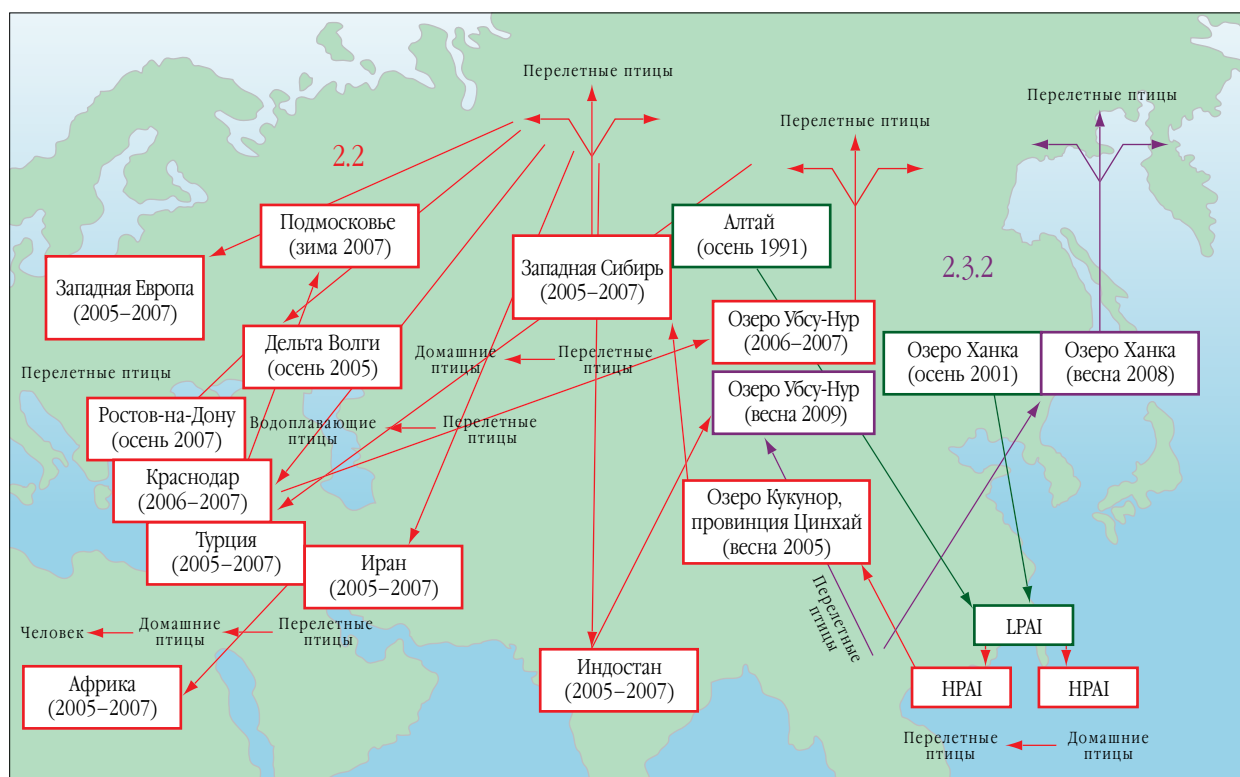 Перелетные птицы
Перелетные птицы
Перелетные птицы
2.2
Подмосковье
(зима 2007)
Алтай
(осень 1991)
Западная Европа
(2005–2007)
Западная Сибирь
(2005–2007)
2.3.2
Озеро Убсу-Нур
(2006–2007)
Дельта Волги
(осень 2005)
Домашние
птицы
Перелетные
птицы
Озеро Ханка
(осень 2001)
Озеро Ханка
(весна 2008)
Перелетные птицы
Озеро Убсу-Нур
(весна 2009)
Ростов-на-Дону
(осень 2007)
Водоплавающие
птицы
Перелетные
птицы
Краснодар
(2006–2007)
Озеро Кукунор,
провинция Цинхай
(весна 2005)
Турция
(2005–2007)
Иран
(2005–2007)
Перелетные
птицы
LPAI
Человек
Домашние
птицы
Перелетные
птицы
Африка
(2005–2007)
Индостан
(2005–2007)
HPAI
HPAI
Перелетные
птицы
Домашние
птицы